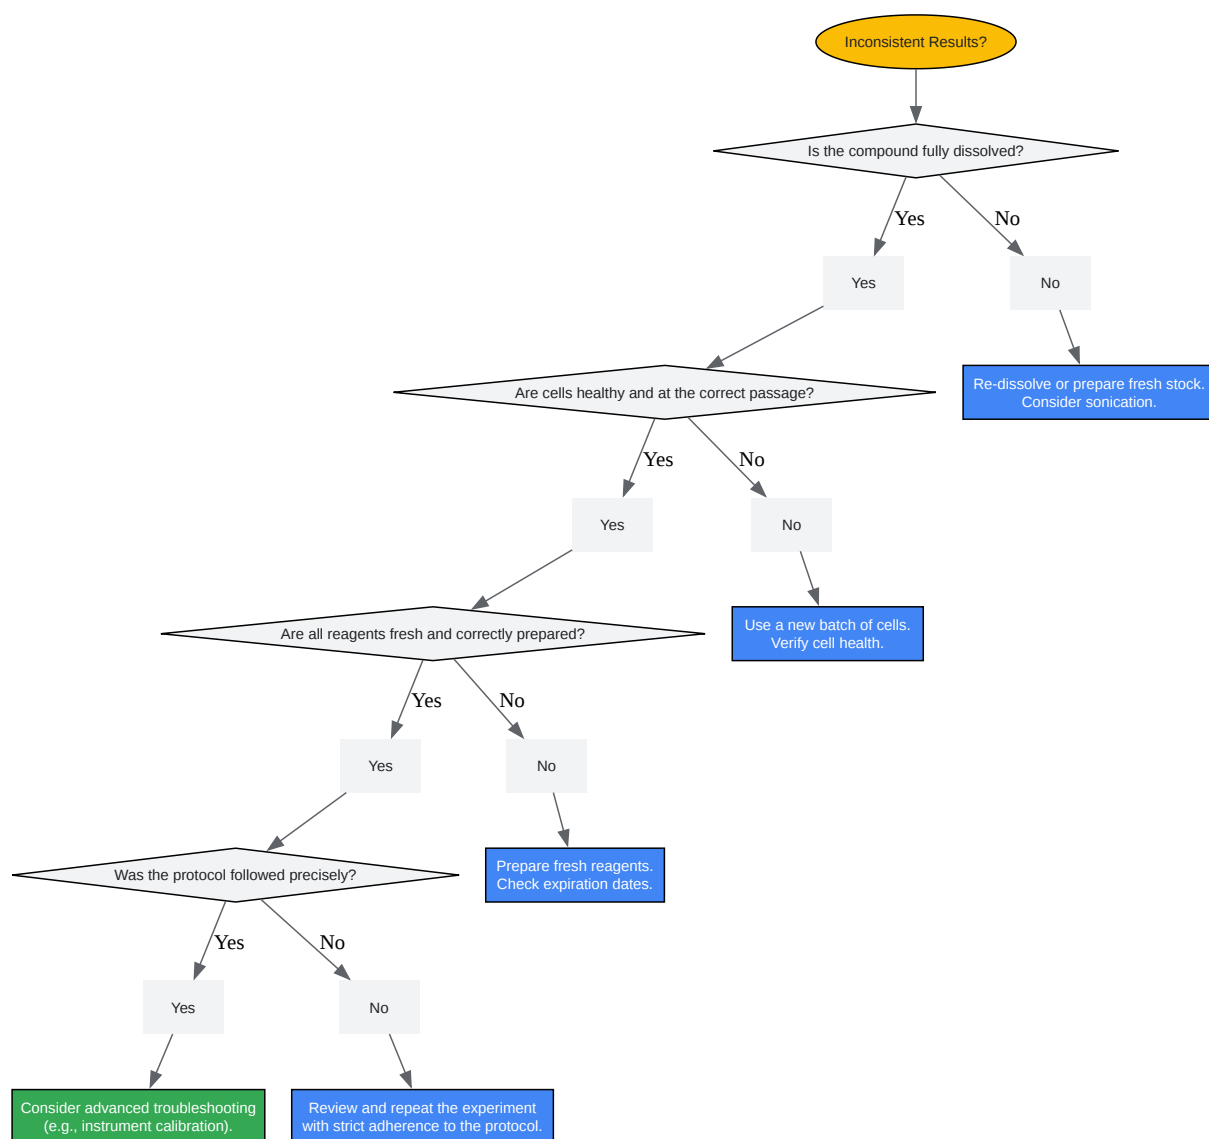 Inconsistent Results?
Is the compound fully dissolved?
Yes
No
Yes
No
Re-dissolve or prepare fresh stock.
Consider sonication.
Are cells healthy and at the correct passage?
Yes
No
Yes
No
Use a new batch of cells.
Verify cell health.
Are all reagents fresh and correctly prepared?
Yes
No
Yes
No
Prepare fresh reagents.
Check expiration dates.
Was the protocol followed precisely?
Yes
No
Yes
No
Consider advanced troubleshooting
(e.g., instrument calibration).
Review and repeat the experiment
with strict adherence to the protocol.